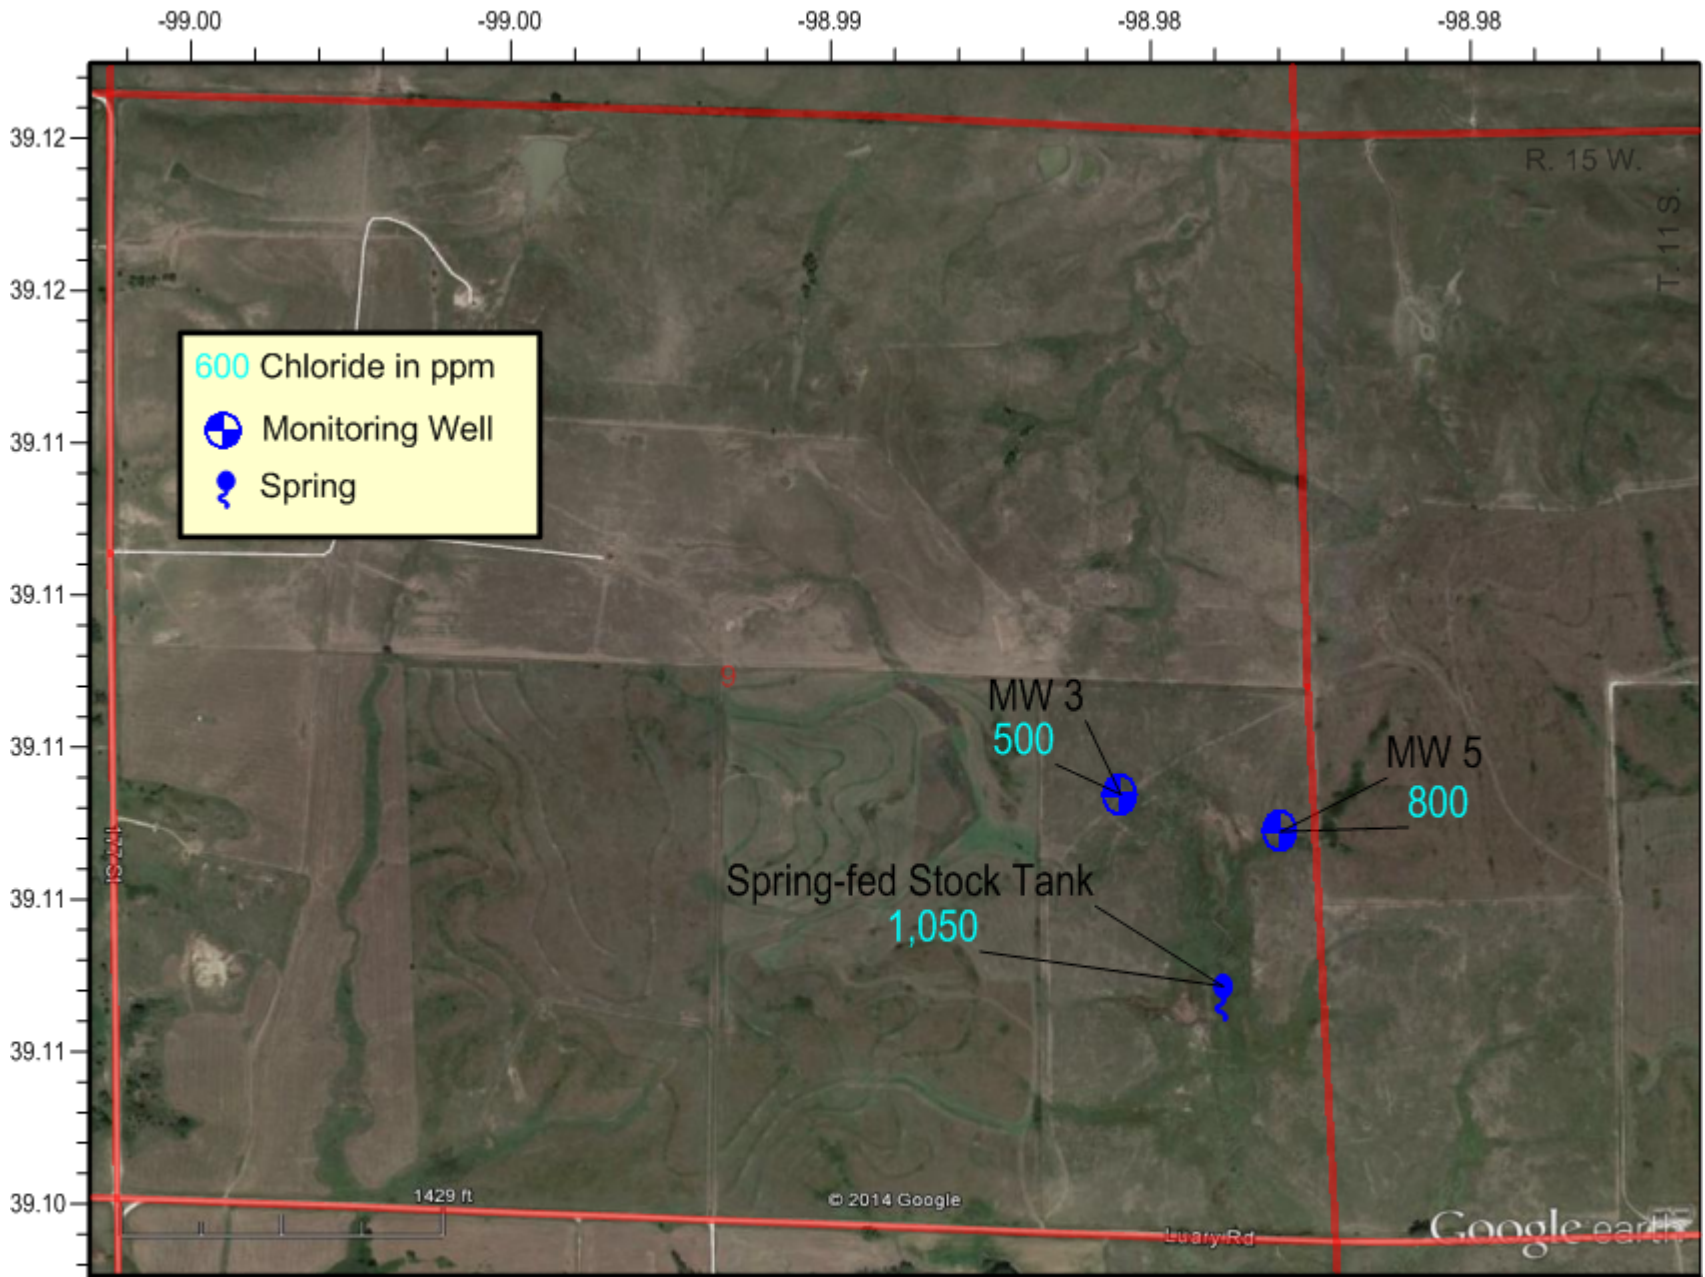 -99.00 -99.00 -98.99 -98.98 -98.98
39.12
R. 15 W.
T. 11 S.
39.12
600 Chloride in ppm
Monitoring Well
Spring
39.11
39.11
9
MW 3
500
39.11
MW 5
800
177 St
Spring-fed Stock Tank
1,050
39.11
39.11
39.10
1429 ft
© 2014 Google
Luary Rd
Google earth